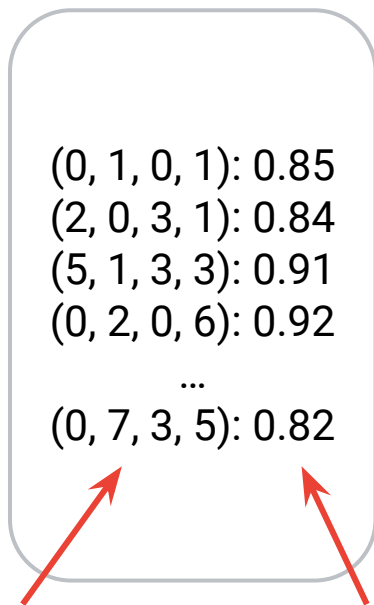 (0, 1, 0, 1): 0.85
(2, 0, 3, 1): 0.84
(5, 1, 3, 3): 0.91
(0, 2, 0, 6): 0.92
...
(0, 7, 3, 5): 0.82